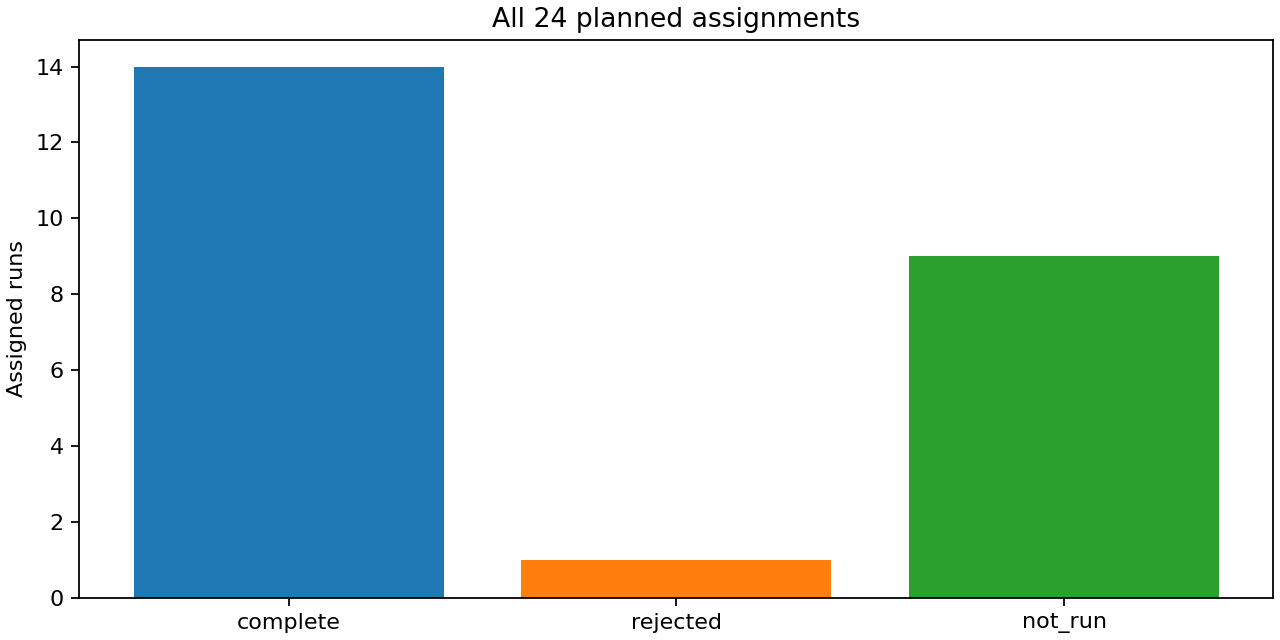 All 24 planned assignments
Assigned runs
14
12
10
8
6
4
2
0
complete
rejected
not_run